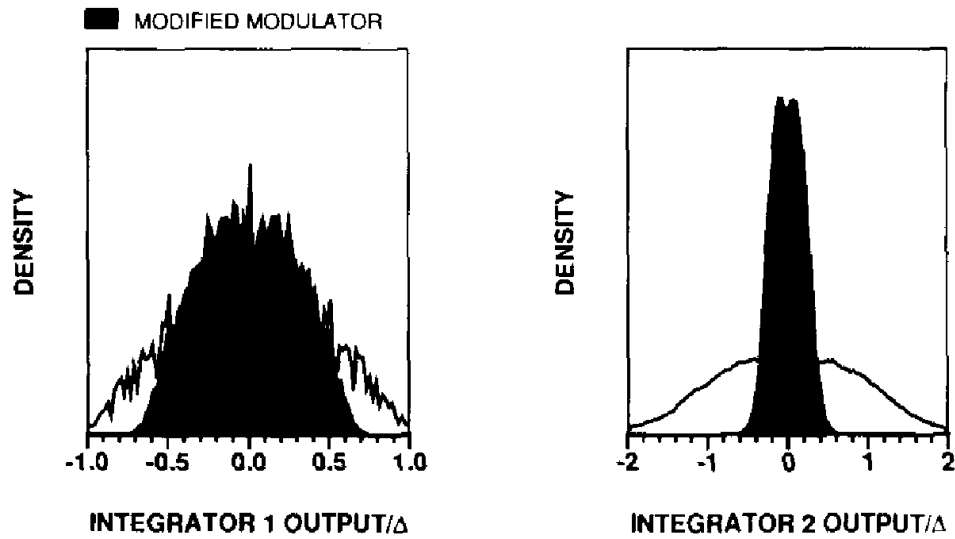 MODIFIED MODULATOR
DENSITY
-1.0 -0.5 0.0 0.5 1.0
INTEGRATOR 1 OUTPUT/Δ
DENSITY
-2 -1 0 1 2
INTEGRATOR 2 OUTPUT/Δ